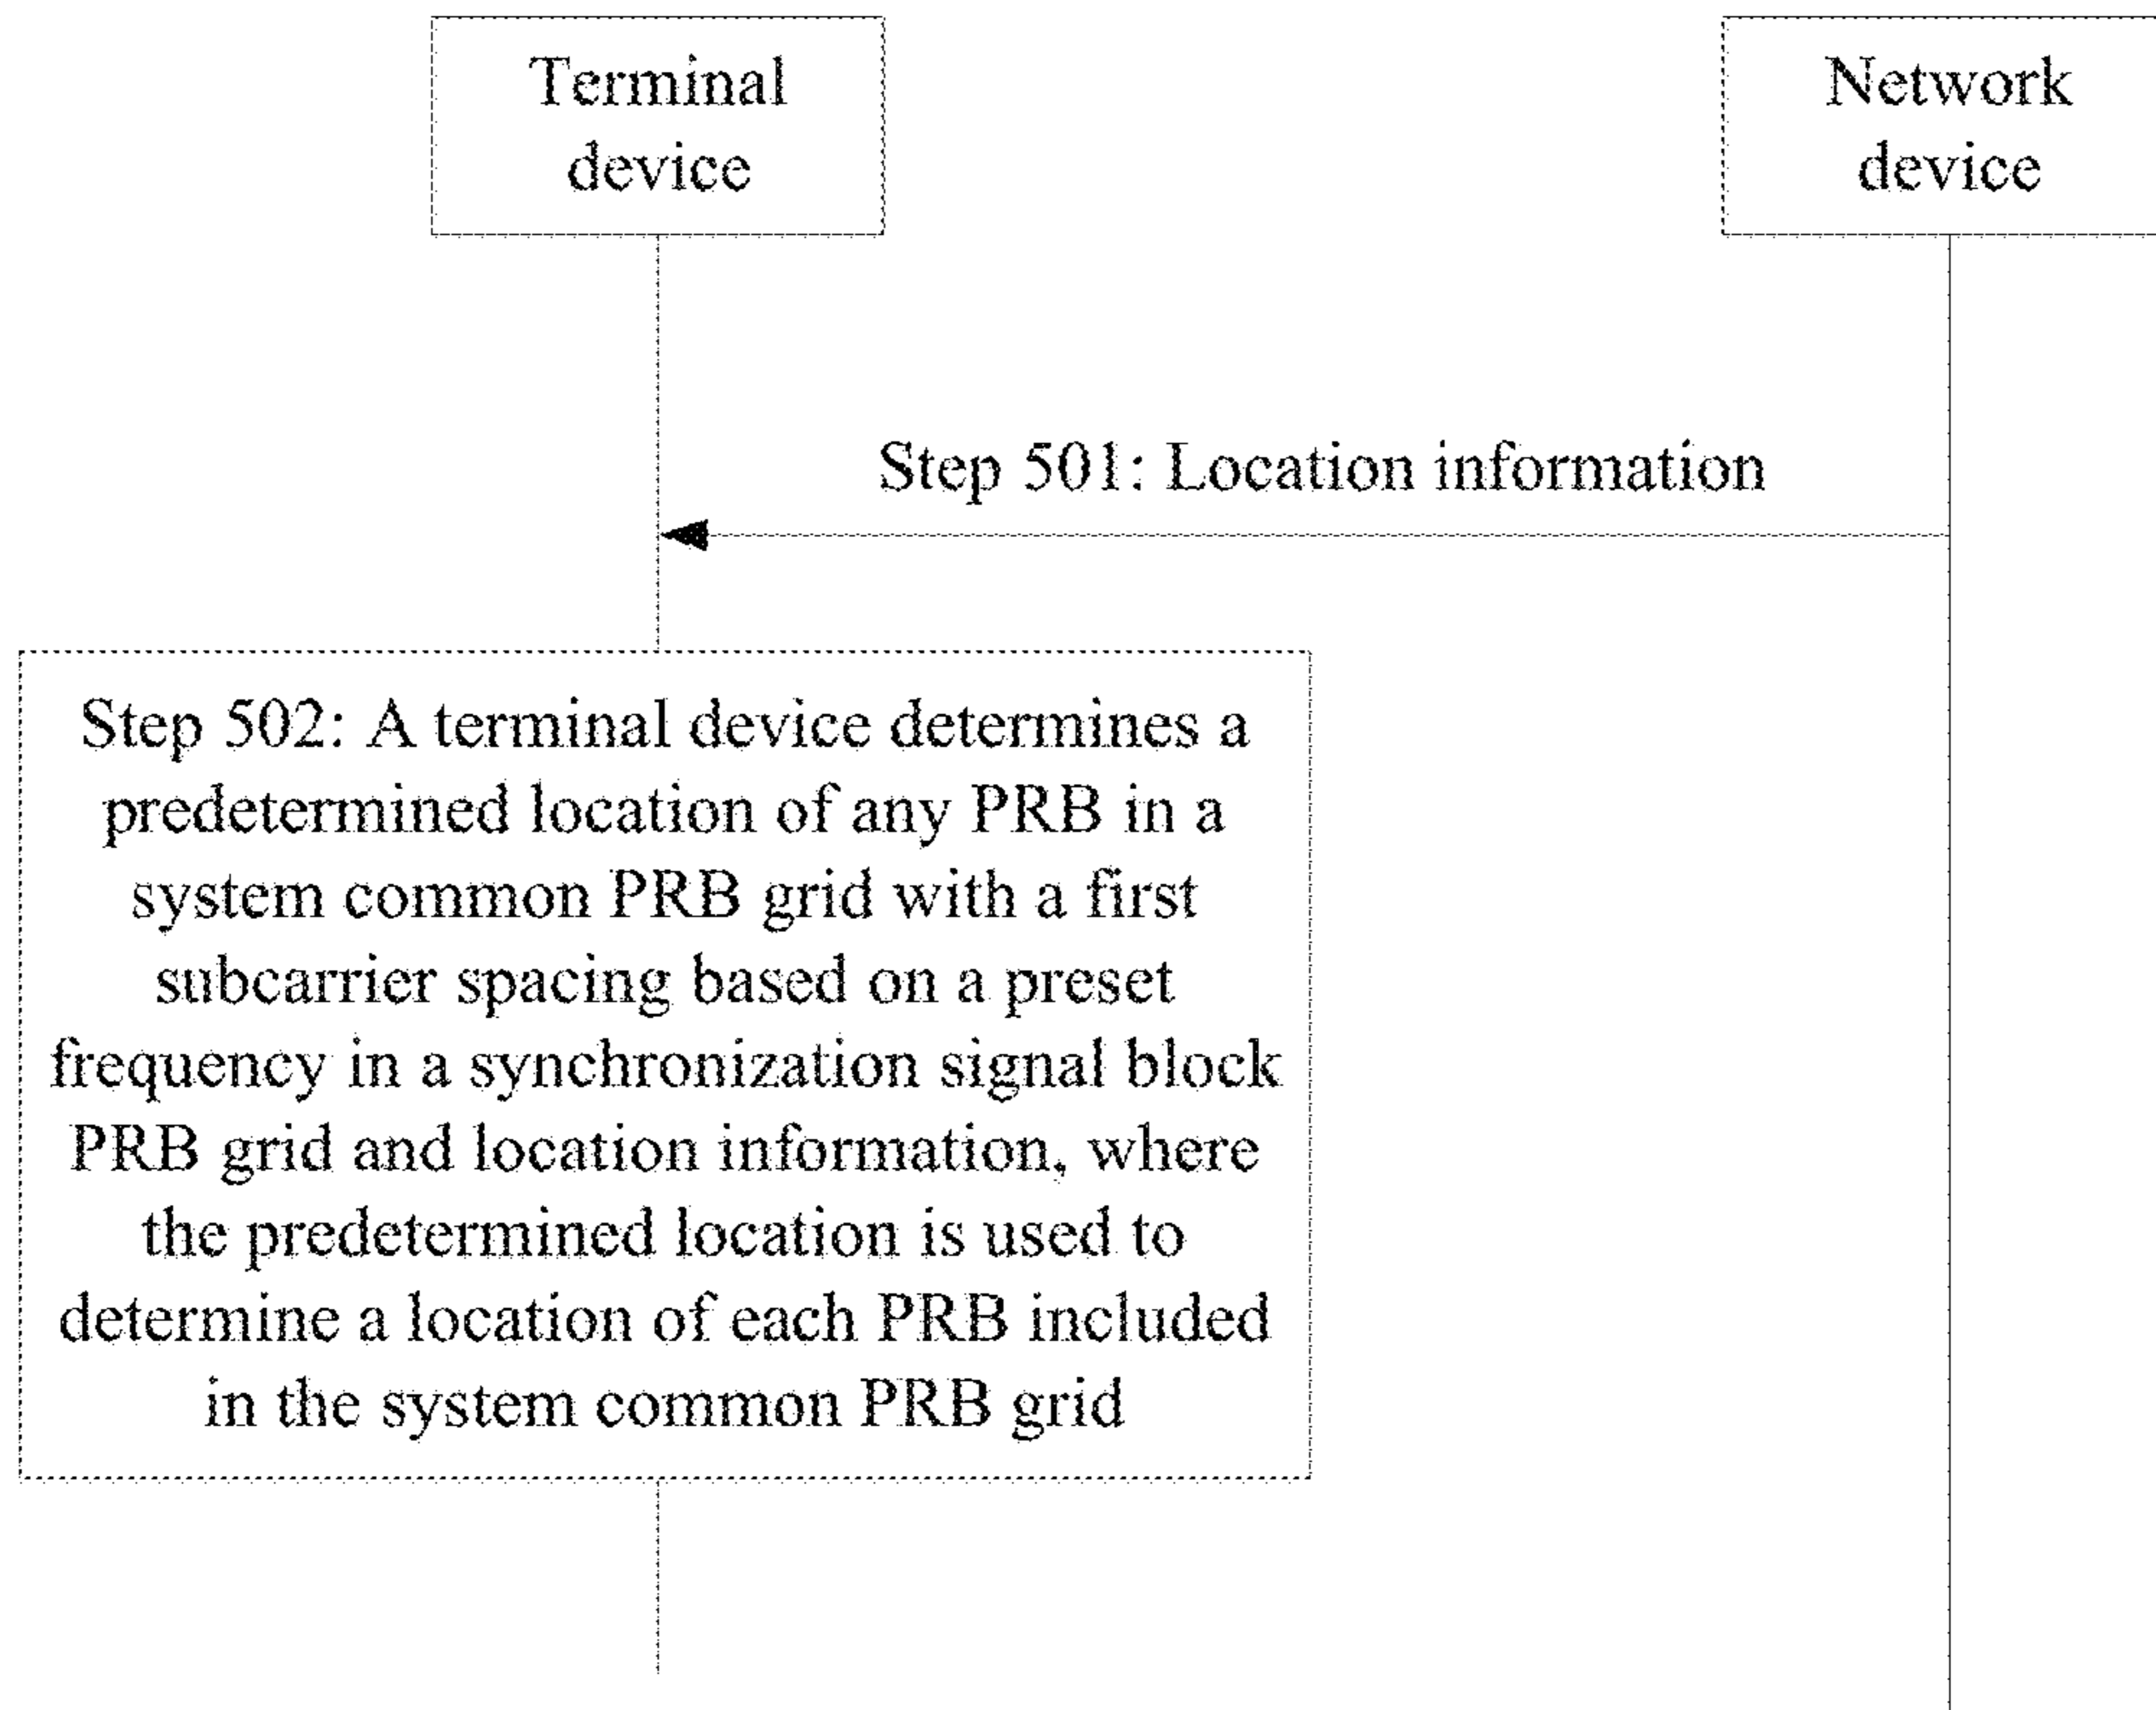 Terminal
device
Network
device
Step 501: Location information
Step 502: A terminal device determines a
predetermined location of any PRB in a
system common PRB grid with a first
subcarrier spacing based on a preset
frequency in a synchronization signal block
PRB grid and location information, where
the predetermined location is used to
determine a location of each PRB included
in the system common PRB grid